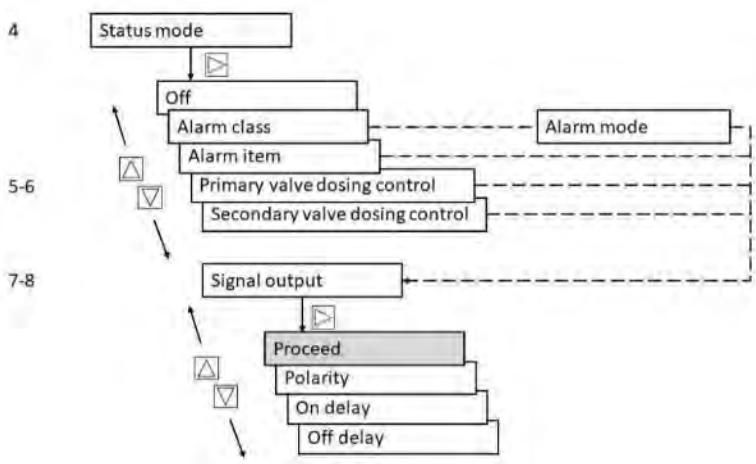 4
Status mode
Off
Alarm class
Alarm mode
Alarm item
5-6
Primary valve dosing control
Secondary valve dosing control
7-8
Signal output
Proceed
Polarity
On delay
Off delay